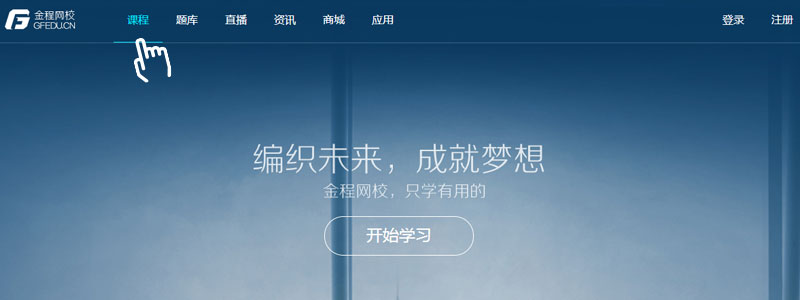 金程网校
GFEDU.CN
课程 题库 直播 资讯 商城 应用 登录 注册
编织未来，成就梦想
金程网校，只学有用的
开始学习